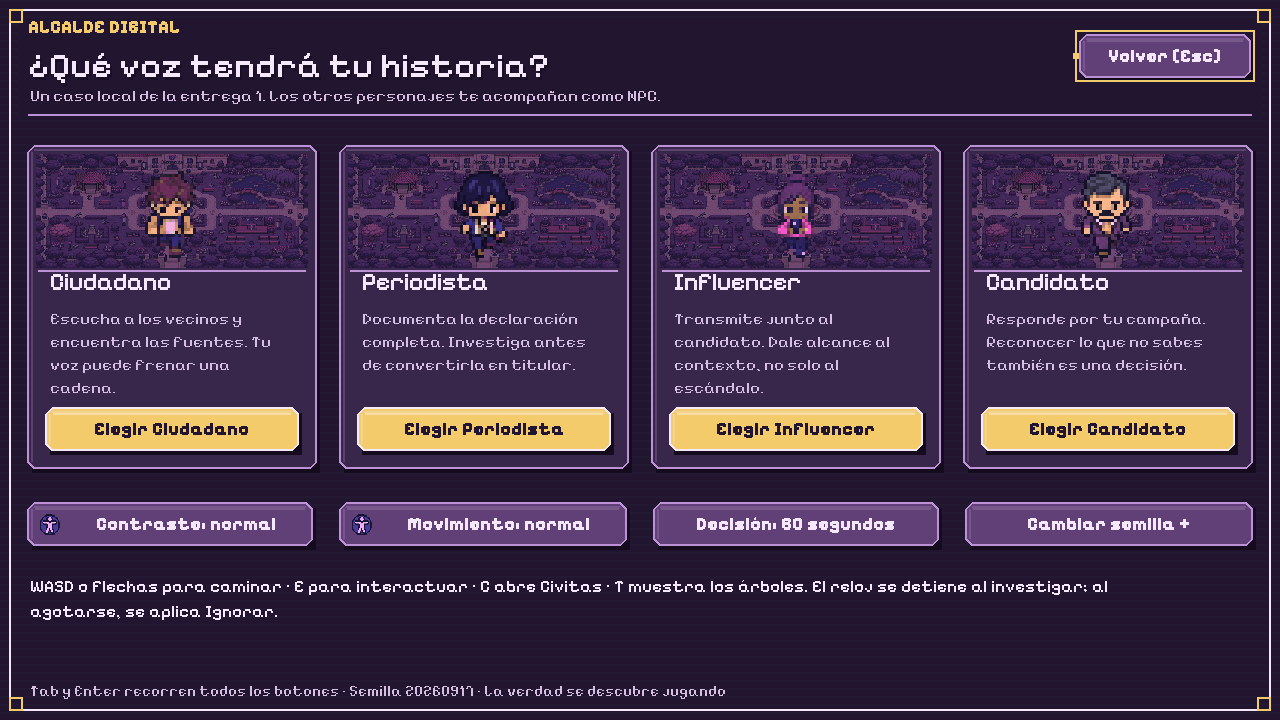 ALCALDE DIGITAL
¿Qué voz tendrá tu historia?
Un caso local de la entrega 1. Los otros personajes te acompañan como NPC.
Volver (Esc)
Ciudadano
Escucha a los vecinos y
encuentra las fuentes. Tu
voz puede frenar una
cadena.
Elegir Ciudadano
Periodista
Documenta la declaración
completa. Investiga antes
de convertirla en titular.
Elegir Periodista
Influencer
Transmite junto al
candidato. Dale alcance al
contexto, no solo al
escándalo.
Elegir Influencer
Candidato
Responde por tu campaña.
Reconocer lo que no sabes
también es una decisión.
Elegir Candidato
Contraste: normal
Movimiento: normal
Decisión: 60 segundos
Cambiar semilla +
WASD o flechas para caminar · E para interactuar · C abre Civitas · T muestra los árboles. El reloj se detiene al investigar; al
agotarse, se aplica Ignorar.
Tab y Enter recorren todos los botones · Semilla 20260917 · La verdad se descubre jugando